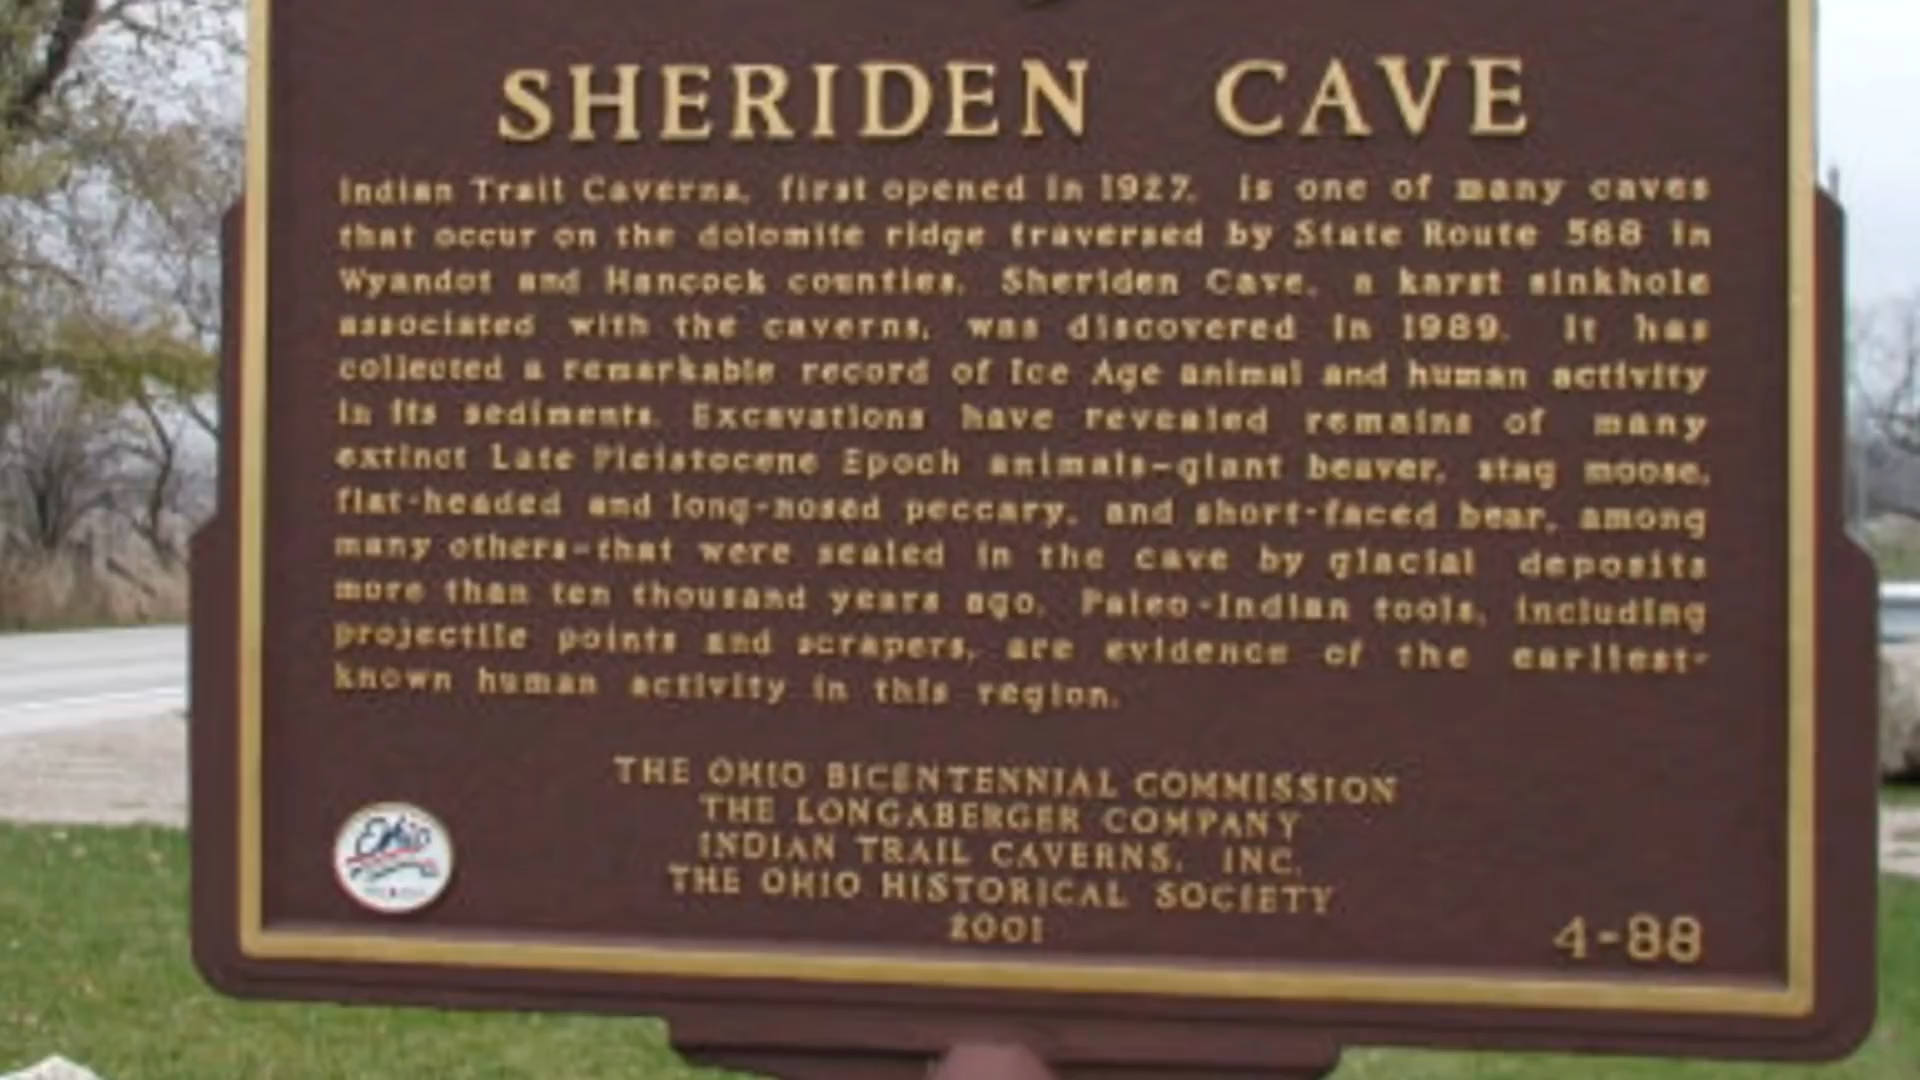 SHERIDEN CAVE
Indian Trail Caverns, first opened in 1927, is one of many caves
that occur on the dolomite ridge traversed by State Route 568 in
Wyandot and Hancock counties. Sheriden Cave, a karst sinkhole
associated with the caverns, was discovered in 1989. It has
collected a remarkable record of Ice Age animal and human activity
in its sediments. Excavations have revealed remains of many
extinct Late Pleistocene Epoch animals-giant beaver, stag moose,
flat-headed and long-nosed peccary, and short-faced bear, among
many others-that were sealed in the cave by glacial deposits
more than ten thousand years ago. Paleo-Indian tools, including
projectile points and scrapers, are evidence of the earliest-
known human activity in this region.
THE OHIO BICENTENNIAL COMMISSION
THE LONGABERGER COMPANY
INDIAN TRAIL CAVERNS, INC.
THE OHIO HISTORICAL SOCIETY
2001
4-88
Ohio